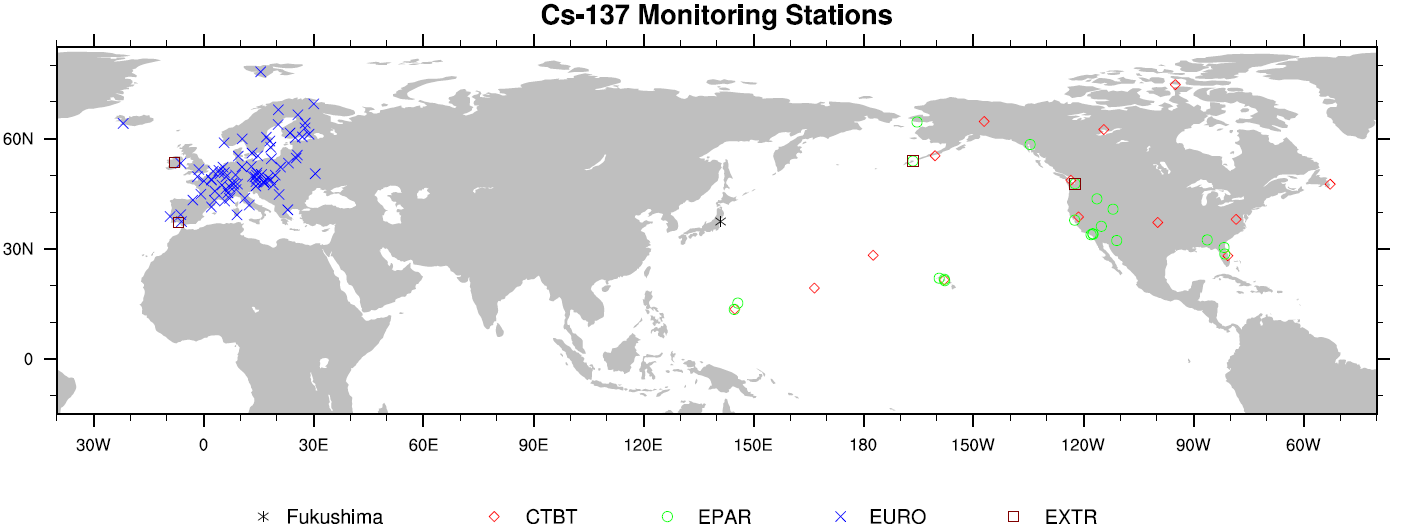 Cs-137 Monitoring Stations
60N
30N
0
30W 0 30E 60E 90E 120E 150E 180 150W 120W 90W 60W
Fukushima CTBT EPAR EURO EXTR